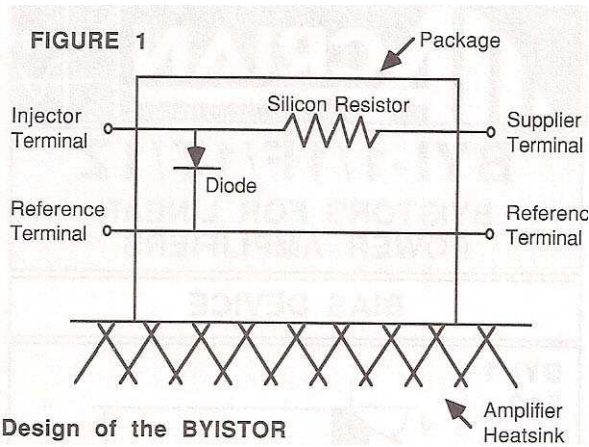 FIGURE 1
Package
Injector
Terminal
Silicon Resistor
Supplier
Terminal
Diode
Reference
Terminal
Referenc
Terminal
Design of the BYISTOR
Amplifier
Heatsink